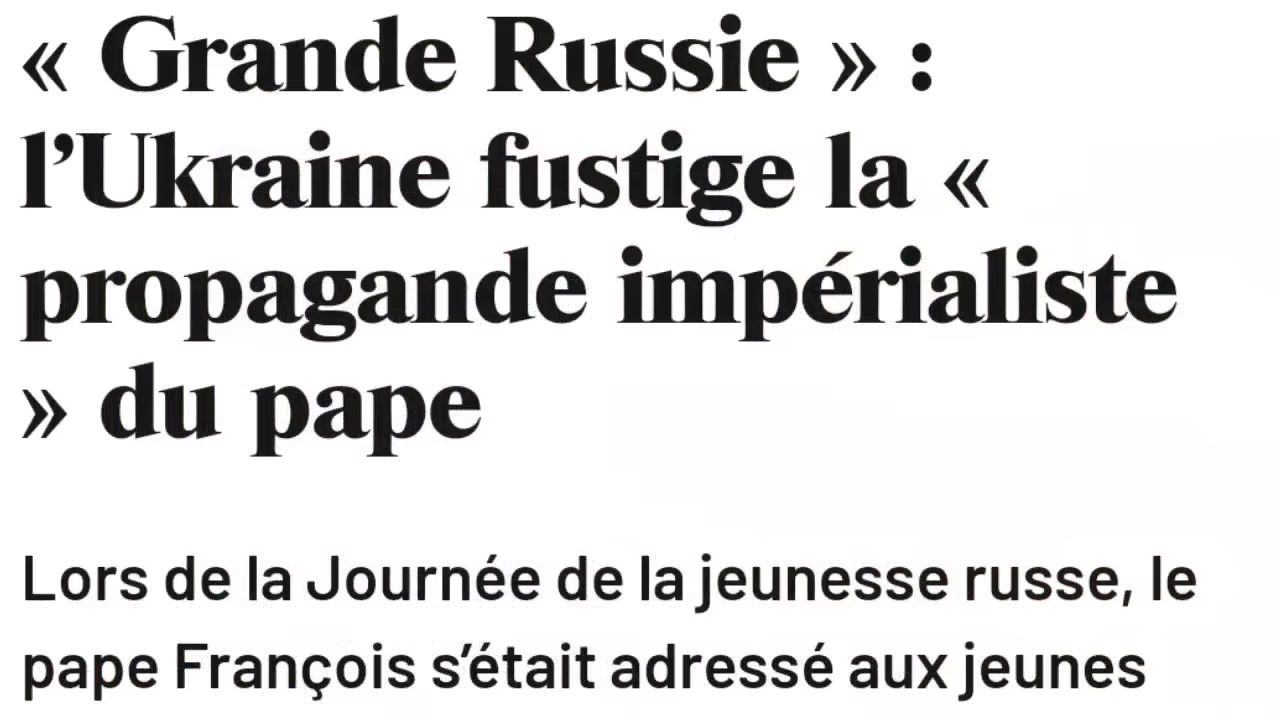 « Grande Russie » :
l’Ukraine fustige la «
propagande impérialiste
» du pape
Lors de la Journée de la jeunesse russe, le
pape François s’était adressé aux jeunes